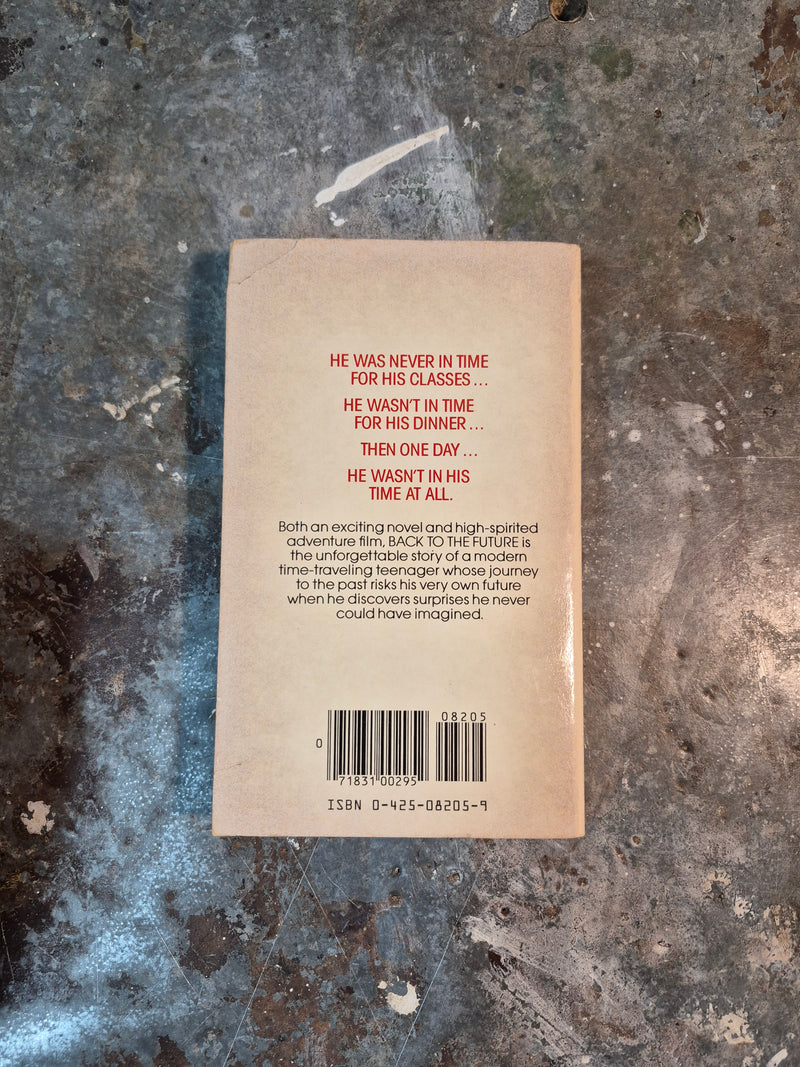 HE WAS NEVER IN TIME
FOR HIS CLASSES...
HE WASN'T IN TIME
FOR HIS DINNER...
THEN ONE DAY...
HE WASN'T IN HIS
TIME AT ALL.
Both an exciting novel and high-spirited
adventure film, BACK TO THE FUTURE is
the unforgettable story of a modern
time-traveling teenager whose journey
to the past risks his very own future
when he discovers surprises he never
could have imagined.
08205
0
71831 00295
ISBN 0-425-08205-9